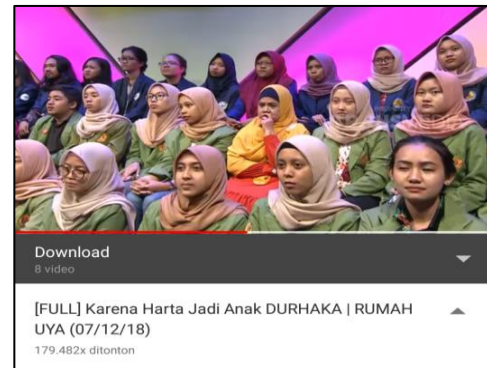 Download
8 video
[FULL] Karena Harta Jadi Anak DURHAKA | RUMAH
UYA (07/12/18)
179.482x ditonton